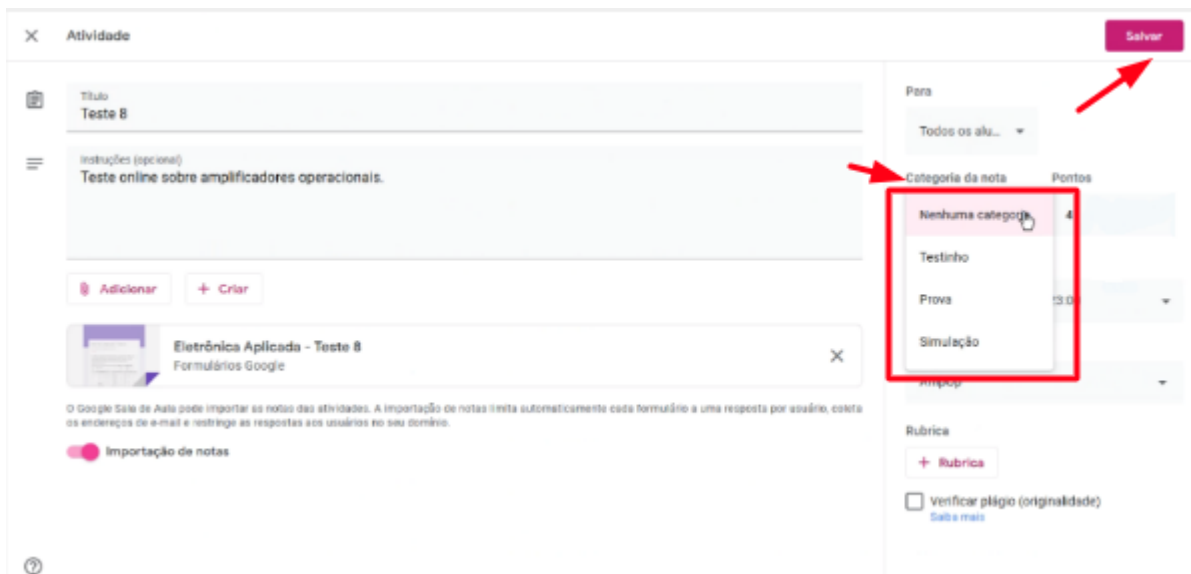 Atividade
Salvar
Título
Teste 8
Instruções (opcional)
Teste online sobre amplificadores operacionais.
Adicionar
+ Criar
Eletrônica Aplicada - Teste 8
Formulários Google
O Google Sala de Aula pode importar as notas das atividades. A importação de notas limita automaticamente cada formulário a uma resposta por usuário, coleta
os endereços de e-mail e restringe as respostas aos usuários no seu domínio.
Importação de notas
Para
Todos os alu...
Categoria da nota
Pontos
Nenhuma categoria
4
Testinho
Prova
Simulação
Ampop
Rubrica
+ Rubrica
Verificar plágio (originalidade)
Saiba mais